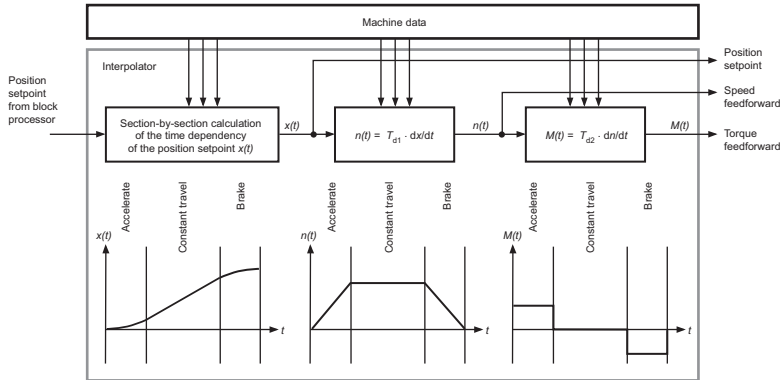 Machine data
Interpolator
Position
setpoint
from block
processor
Section-by-section calculation
of the time dependency
of the position setpoint x(t)
x(t)
n(t) = T_d1 · dx/dt
n(t)
M(t) = T_d2 · dn/dt
M(t)
Position
setpoint
Speed
feedforward
Torque
feedforward
Accelerate
Constant travel
Brake
x(t)
t
Accelerate
Constant travel
Brake
n(t)
t
Accelerate
Constant travel
Brake
M(t)
t